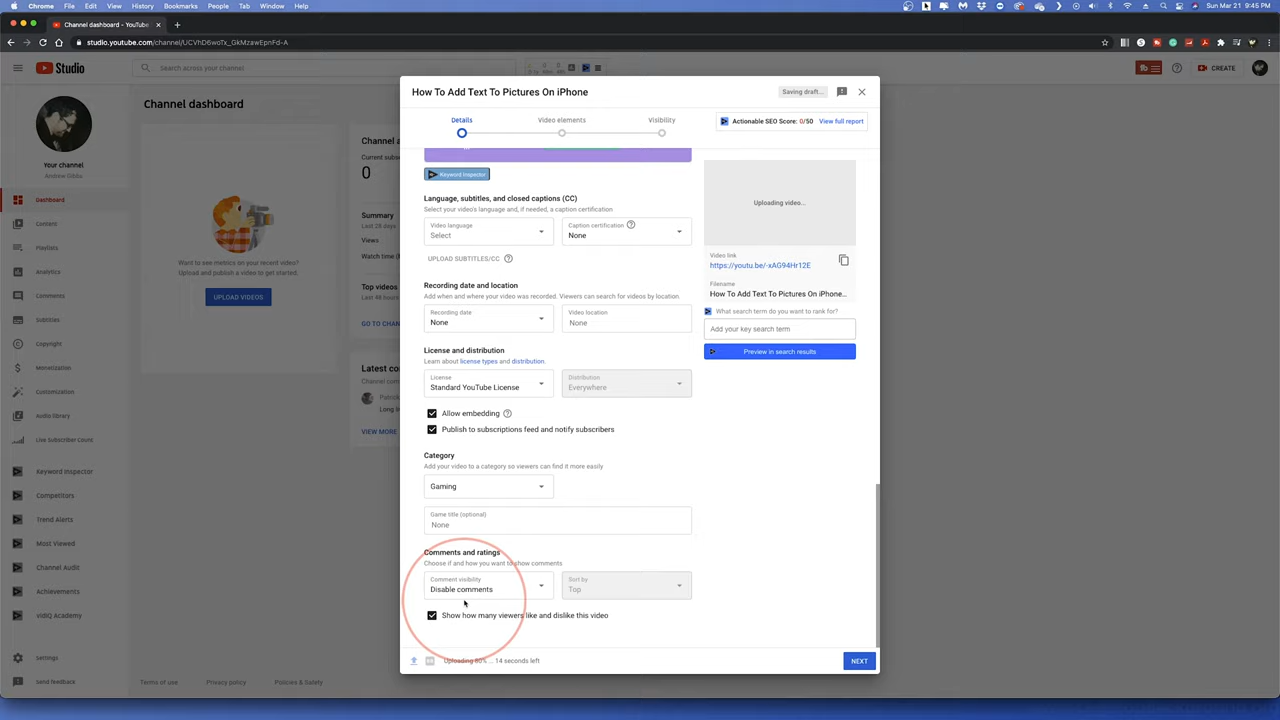 Chrome File Edit View History Bookmarks People Tab Window Help
Sun Mar 21 9:45 PM
Channel dashboard - YouTube
studio.youtube.com/channel/UCVhD6woTx_GkMzawEpnFd-A
Studio
Search across your channel
CREATE
Your channel
Andrew Gibbu
Dashboard
Content
Playlists
Analytics
Comments
Subtitles
Copyright
Monetization
Customization
Audio library
Live Subscriber Count
Keyword Inspector
Competitors
Trend Alerts
Most Viewed
Channel Audit
Achievements
vidIQ Academy
Settings
Send feedback
Channel dashboard
Want to see metrics on your recent video?
Upload and publish a video to get started.
UPLOAD VIDEOS
Channel a
Current subsc
0
Summary
Last 28 days
Views
Watch time (h
Top videos
Last 48 hours
GO TO CHAN
Latest co
Channel com
Patrick
Long in
VIEW MORE
Terms of use Privacy policy Policies & Safety
How To Add Text To Pictures On iPhone
Saving draft...
Details Video elements Visibility
Actionable SEO Score: 0/50 View full report
Keyword Inspector
Language, subtitles, and closed captions (CC)
Select your video's language and, if needed, a caption certification
Video language
Select
Caption certification
None
UPLOAD SUBTITLES/CC
Recording date and location
Add when and where your video was recorded. Viewers can search for videos by location.
Recording date
None
Video location
None
License and distribution
Learn about license types and distribution.
License
Standard YouTube License
Distribution
Everywhere
Allow embedding
Publish to subscriptions feed and notify subscribers
Category
Add your video to a category so viewers can find it more easily
Gaming
Game title (optional)
None
Comments and ratings
Choose if and how you want to show comments
Comment visibility
Disable comments
Sort by
Top
Show how many viewers like and dislike this video
Uploading 80% ... 14 seconds left
NEXT
Uploading video...
Video link
https://youtu.be/-xAG94Hr12E
Filename
How To Add Text To Pictures On iPhone...
What search term do you want to rank for?
Add your key search term
Preview in search results